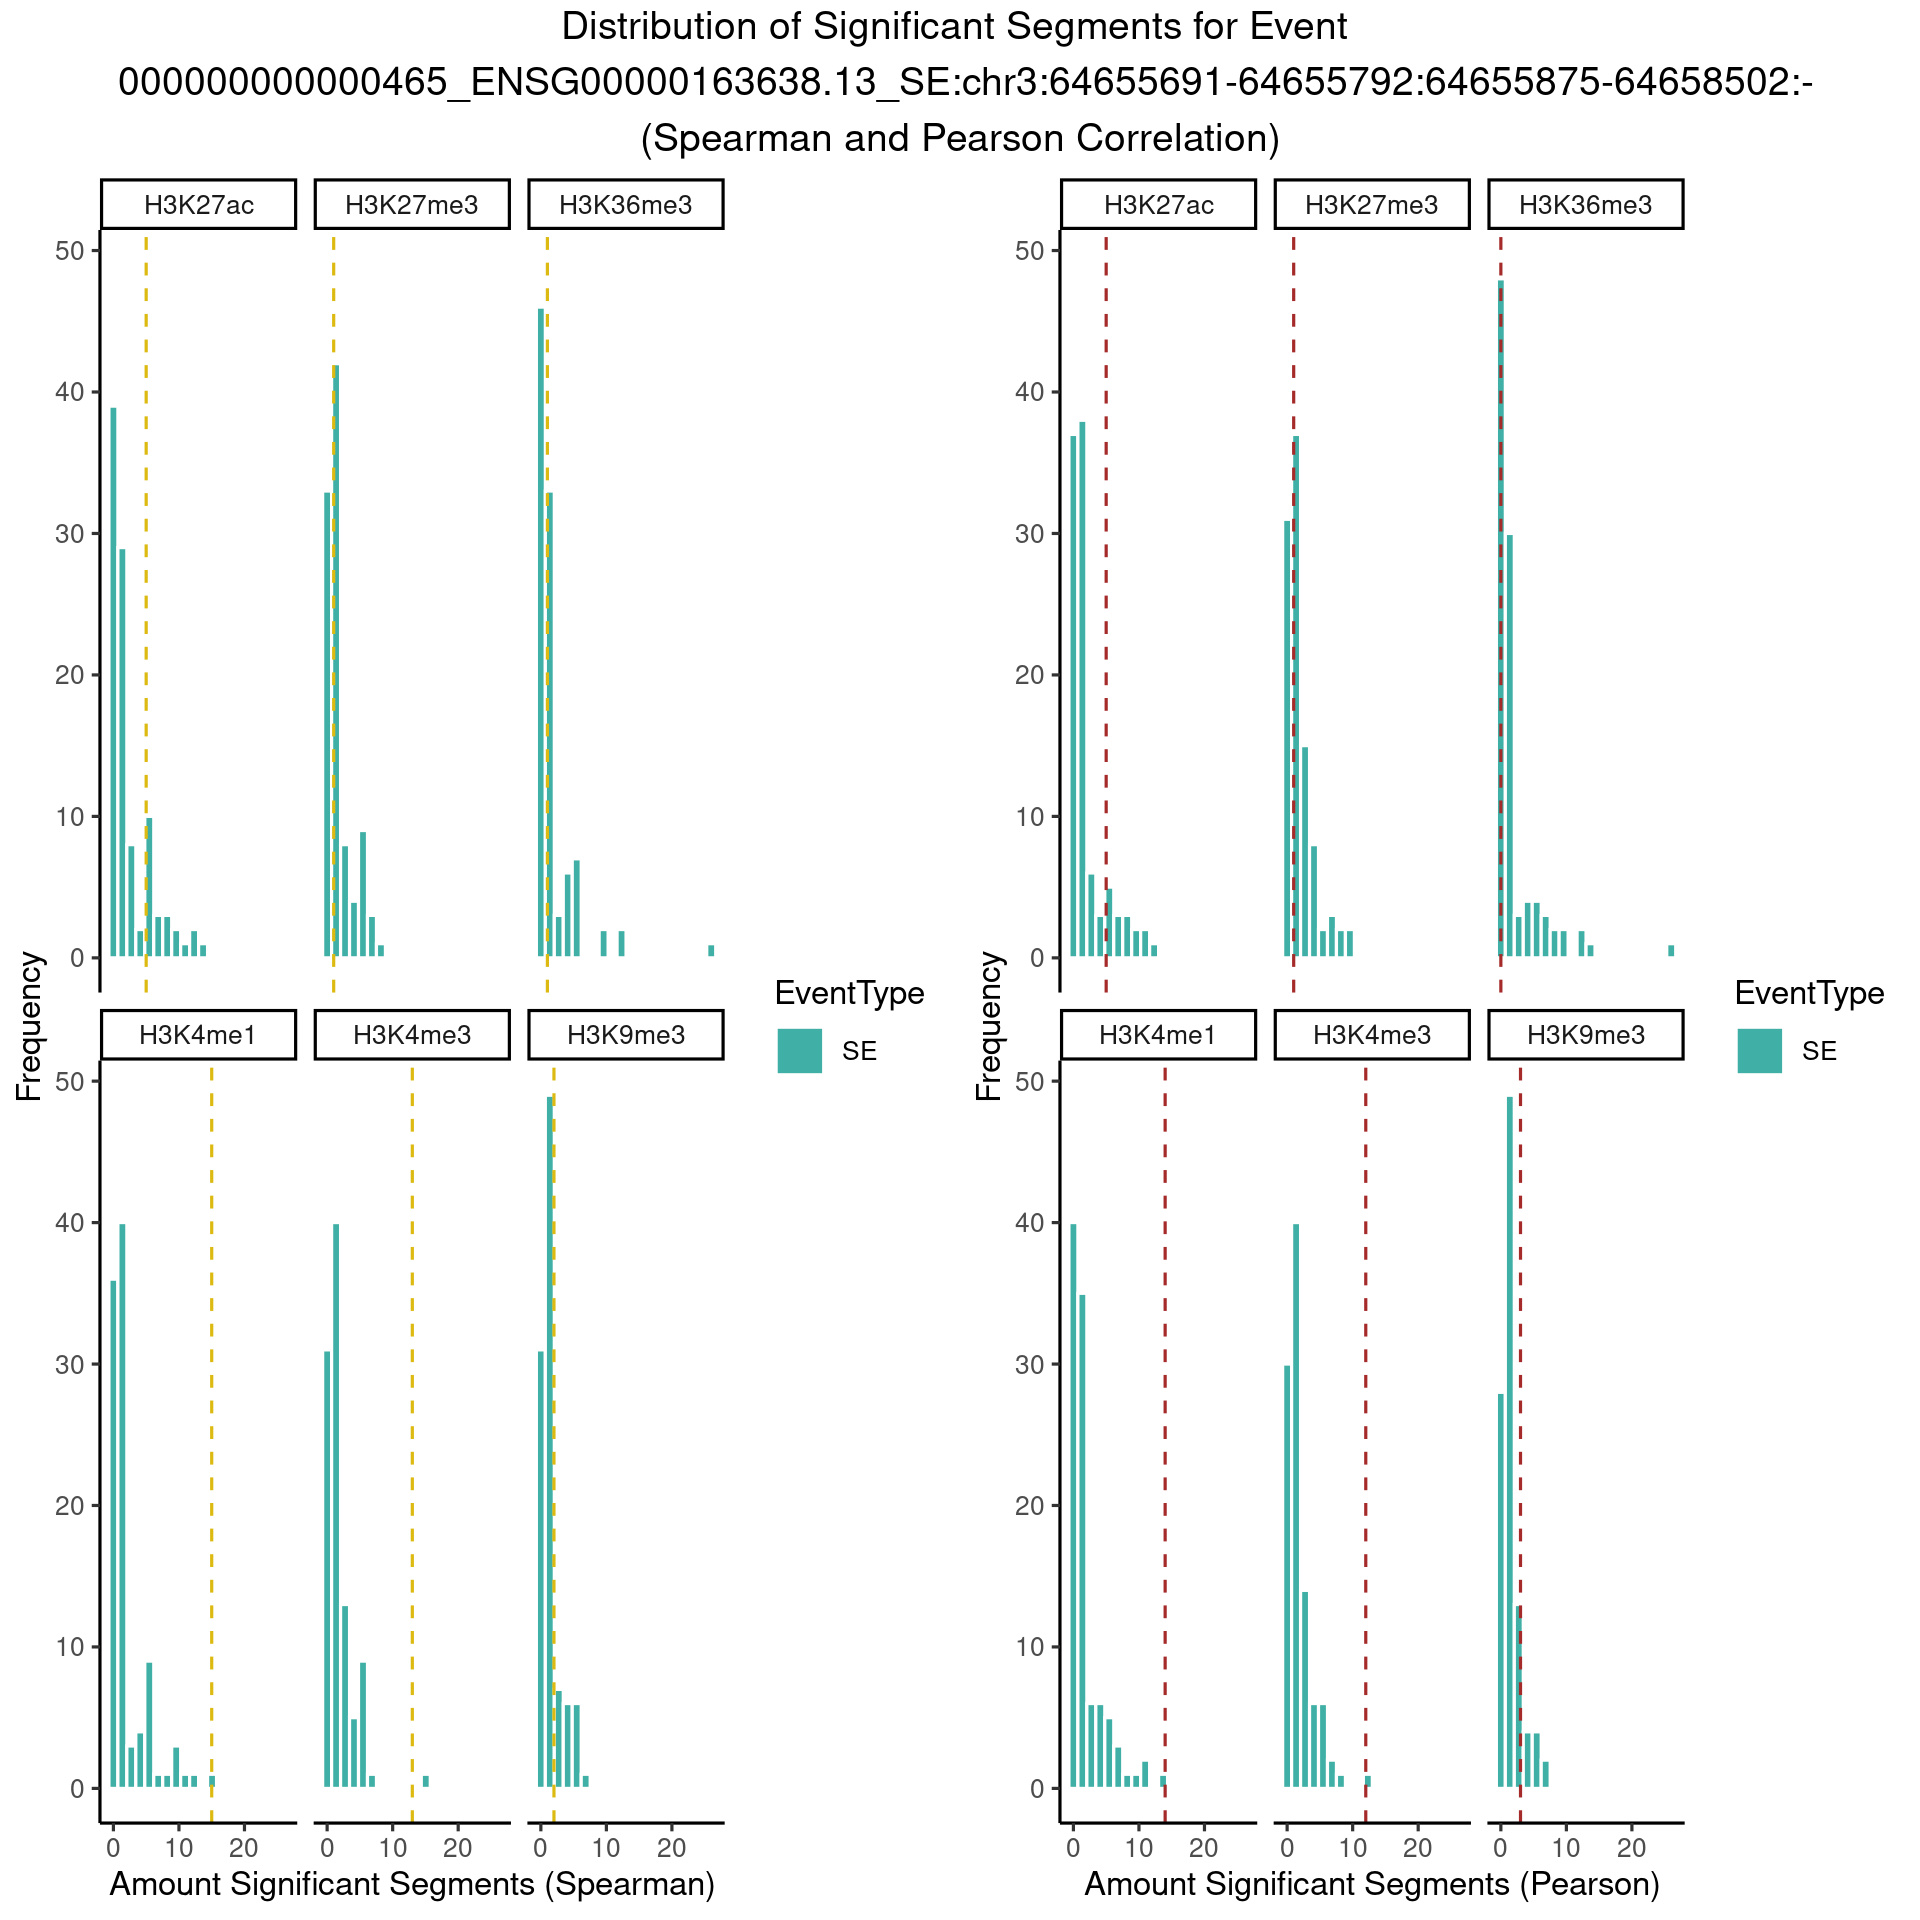 Distribution of Significant Segments for Event
000000000000465_ENSG00000163638.13_SE:chr3:64655691-64655792:64655875-64658502:-
(Spearman and Pearson Correlation)
H3K27ac H3K27me3 H3K36me3
50
40
30
20
10
0
H3K4me1 H3K4me3 H3K9me3
50
40
30
20
10
0
0 10 20 0 10 20 0 10 20
Frequency
Amount Significant Segments (Spearman)
EventType
SE
H3K27ac H3K27me3 H3K36me3
50
40
30
20
10
0
H3K4me1 H3K4me3 H3K9me3
50
40
30
20
10
0
0 10 20 0 10 20 0 10 20
Frequency
Amount Significant Segments (Pearson)
EventType
SE